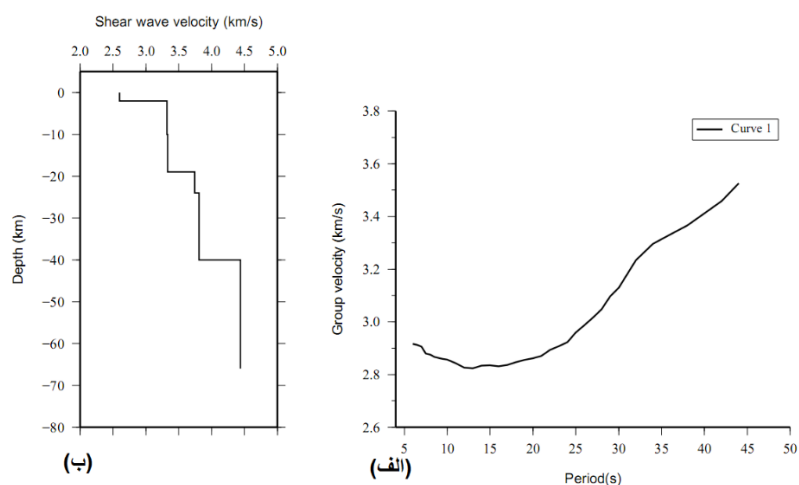 Shear wave velocity (km/s)
2.0 2.5 3.0 3.5 4.0 4.5 5.0
Depth (km)
0
−10
−20
−30
−40
−50
−60
−70
−80
(ب)
Group velocity (km/s)
3.8
3.6
3.4
3.2
3.0
2.8
2.6
Curve 1
5 10 15 20 25 30 35 40 45 50
(الف)
Period(s)